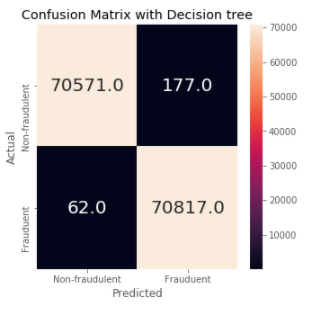 Confusion Matrix with Decision tree
70571.0
177.0
62.0
70817.0
Actual
Non-fraudulent
Frauduent
Non-fraudulent
Frauduent
Predicted
70000
60000
50000
40000
30000
20000
10000